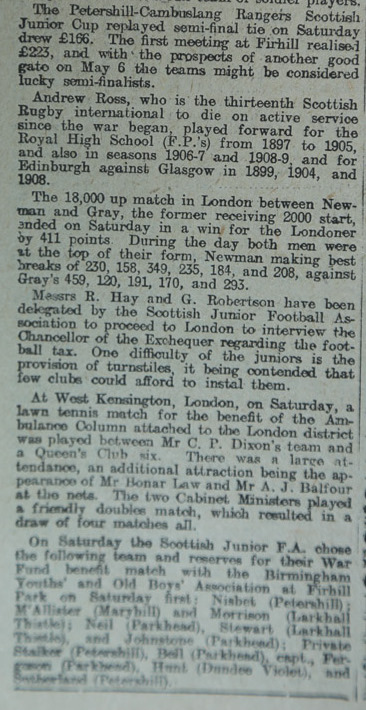 The Petershill-Cambuslang Rangers Scottish
Junior Cup replayed semi-final tie on Saturday
drew £166. The first meeting at Firhill realised
£223, and with the prospects of another good
gate on May 6 the teams might be considered
lucky semi-finalists.
Andrew Ross, who is the thirteenth Scottish
Rugby international to die on active service
since the war began, played forward for the
Royal High School (F.P.'s) from 1897 to 1905,
and also in seasons 1906-7 and 1908-9, and for
Edinburgh against Glasgow in 1899, 1904, and
1908.
The 18,000 up match in London between New-
man and Gray, the former receiving 2000 start,
ended on Saturday in a win for the Londoner
by 411 points. During the day both men were
at the top of their form, Newman making best
breaks of 230, 158, 349, 235, 184, and 208, against
Gray's 459, 120, 191, 170, and 293.
Messrs R. Hay and G. Robertson have been
delegated by the Scottish Junior Football As-
sociation to proceed to London to interview the
Chancellor of the Exchequer regarding the foot-
ball tax. One difficulty of the juniors is the
provision of turnstiles, it being contended that
few clubs could afford to instal them.
At West Kensington, London, on Saturday, a
lawn tennis match for the benefit of the Am-
bulance Column attached to the London district
was played between Mr C. P. Dixon's team and
a Queen's Club six. There was a large at-
tendance, an additional attraction being the ap-
pearance of Mr Bonar Law and Mr A. J. Balfour
at the nets. The two Cabinet Ministers played
a friendly doubles match, which resulted in a
draw of four matches all.
On Saturday the Scottish Junior F.A. chose
the following team and reserves for their War
Fund benefit match with the Birmingham
Youths' and Old Boys' Association at Firhill
Park on Saturday first: Nisbet (Petershill);
M'Allister (Maryhill) and Morrison (Larkhall
Thistle); Neil (Parkhead), Stewart (Larkhall
Thistle), and Johnstone (Parkhead); Private
Stalker (Petershill), Bell (Parkhead), capt., Fer-
guson (Parkhead), Hunt (Dundee Violet), and
Sutherland (Petershill).